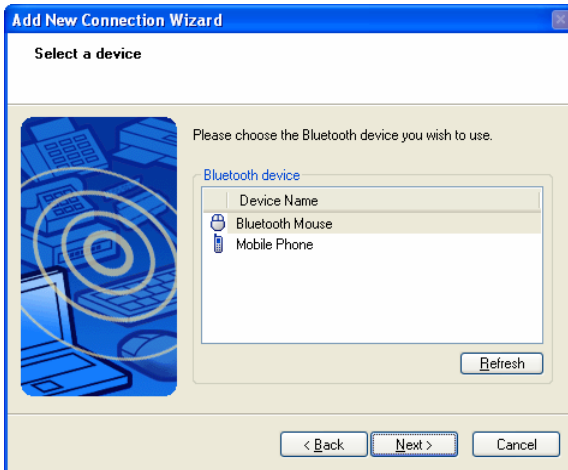 Add New Connection Wizard
Select a device
Please choose the Bluetooth device you wish to use.
Bluetooth device
Device Name
Bluetooth Mouse
Mobile Phone
Refresh
< Back Next > Cancel